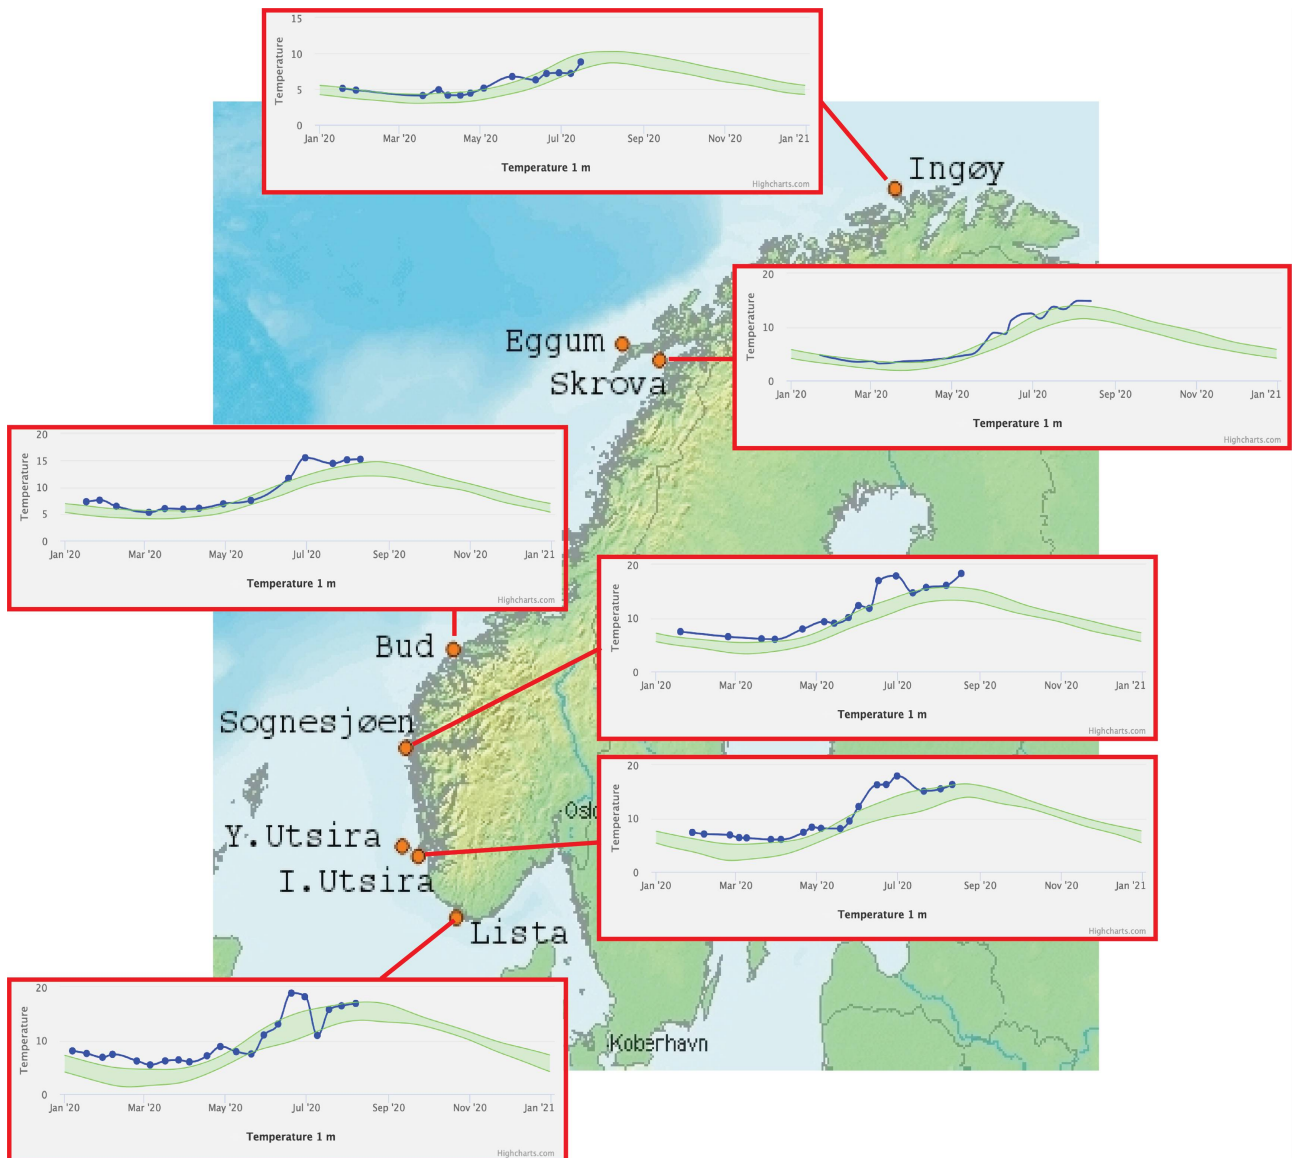 15
10
5
0
Temperature
Jan '20 Mar '20 May '20 Jul '20 Sep '20 Nov '20 Jan '21
Temperature 1 m
Highcharts.com
Ingøy
20
10
0
Temperature
Jan '20 Mar '20 May '20 Jul '20 Sep '20 Nov '20 Jan '21
Temperature 1 m
Highcharts.com
Eggum
Skrova
20
15
10
5
0
Temperature
Jan '20 Mar '20 May '20 Jul '20 Sep '20 Nov '20 Jan '21
Temperature 1 m
Highcharts.com
Bud
20
10
0
Temperature
Jan '20 Mar '20 May '20 Jul '20 Sep '20 Nov '20 Jan '21
Temperature 1 m
Highcharts.com
Sognesjøen
20
10
0
Temperature
Jan '20 Mar '20 May '20 Jul '20 Sep '20 Nov '20 Jan '21
Temperature 1 m
Highcharts.com
Oslo
Y.Utsira
I.Utsira
Lista
20
10
0
Temperature
Jan '20 Mar '20 May '20 Jul '20 Sep '20 Nov '20 Jan '21
Temperature 1 m
Highcharts.com
København